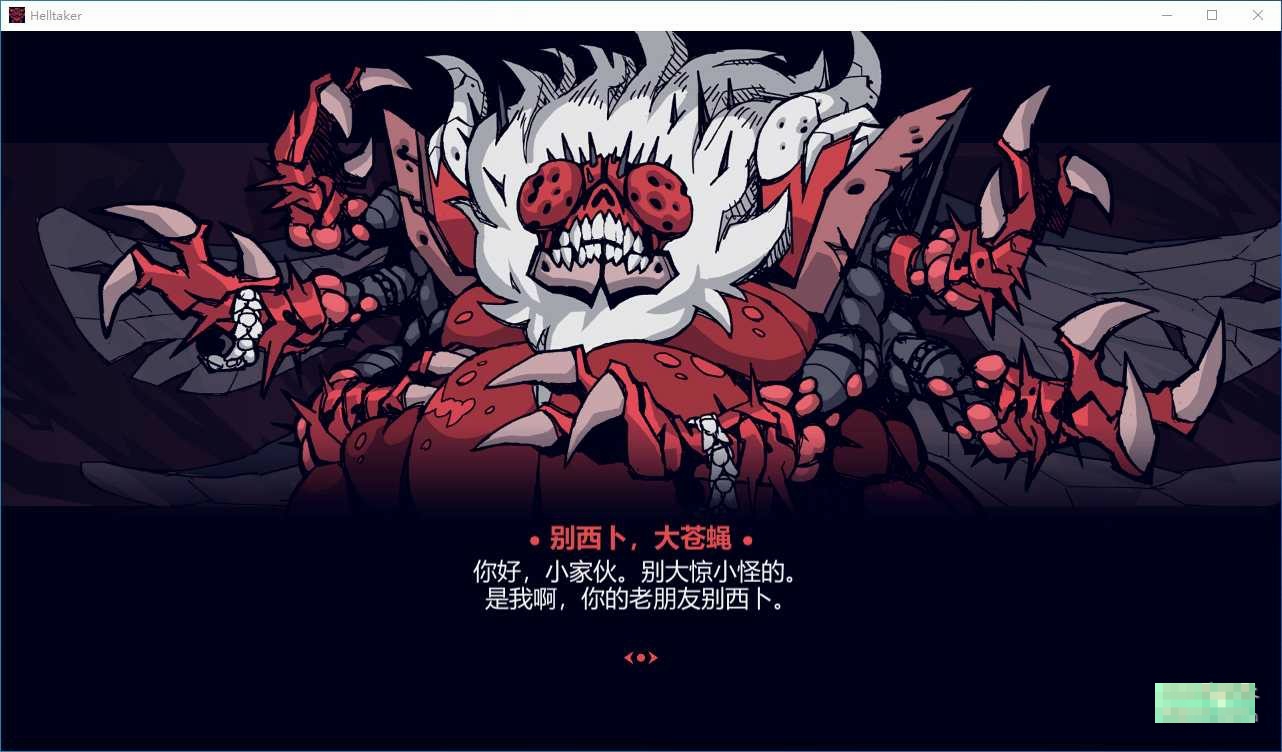 Helltaker
• 别西卜，大苍蝇 •
你好，小家伙。别大惊小怪的。
是我啊，你的老朋友别西卜。